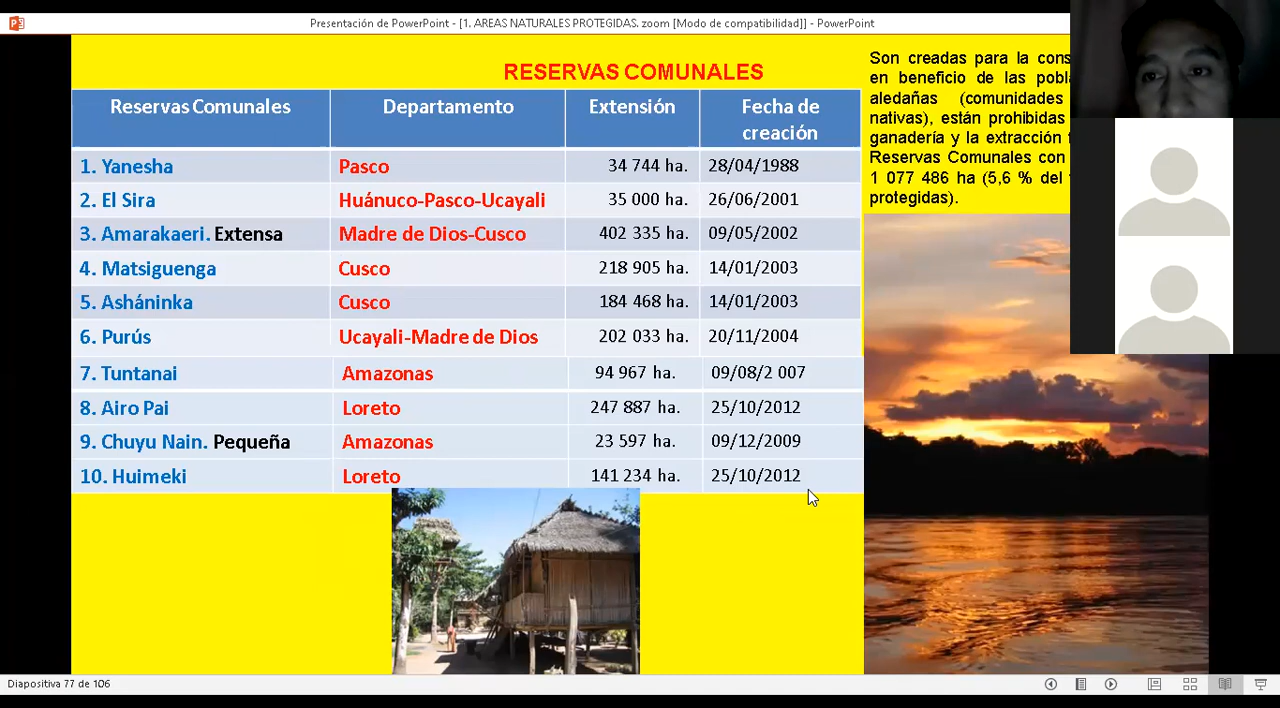 Presentación de PowerPoint - [1. AREAS NATURALES PROTEGIDAS. zoom [Modo de compatibilidad]] - PowerPoint
RESERVAS COMUNALES
Reservas Comunales Departamento Extensión Fecha de creación
1. Yanesha Pasco 34 744 ha. 28/04/1988
2. El Sira Huánuco-Pasco-Ucayali 35 000 ha. 26/06/2001
3. Amarakaeri. Extensa Madre de Dios-Cusco 402 335 ha. 09/05/2002
4. Matsiguenga Cusco 218 905 ha. 14/01/2003
5. Asháninka Cusco 184 468 ha. 14/01/2003
6. Purús Ucayali-Madre de Dios 202 033 ha. 20/11/2004
7. Tuntanai Amazonas 94 967 ha. 09/08/2 007
8. Airo Pai Loreto 247 887 ha. 25/10/2012
9. Chuyu Nain. Pequeña Amazonas 23 597 ha. 09/12/2009
10. Huimeki Loreto 141 234 ha. 25/10/2012
Son creadas para la
en beneficio de las
aledañas (comunidades
nativas), están prohibidas
ganadería y la extracción
Reservas Comunales con
1 077 486 ha (5,6 % del
protegidas).
Diapositiva 77 de 106